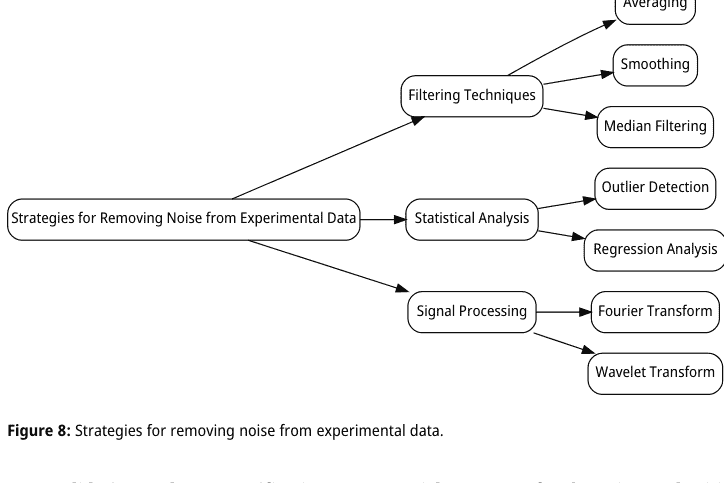 Averaging
Smoothing
Filtering Techniques
Median Filtering
Outlier Detection
Strategies for Removing Noise from Experimental Data
Statistical Analysis
Regression Analysis
Signal Processing
Fourier Transform
Wavelet Transform
Figure 8: Strategies for removing noise from experimental data.